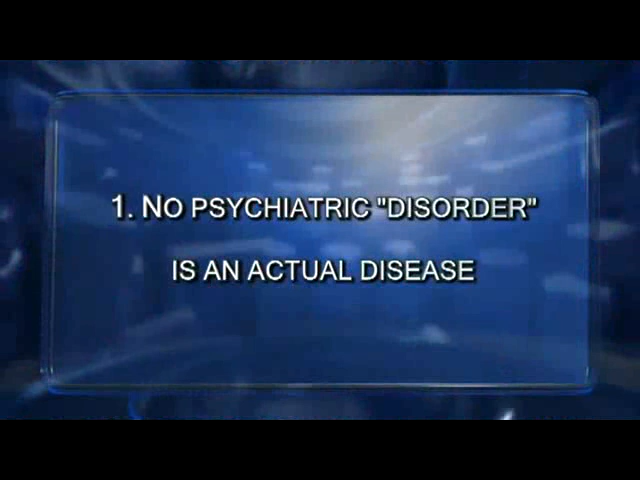 1. NO PSYCHIATRIC "DISORDER"
IS AN ACTUAL DISEASE